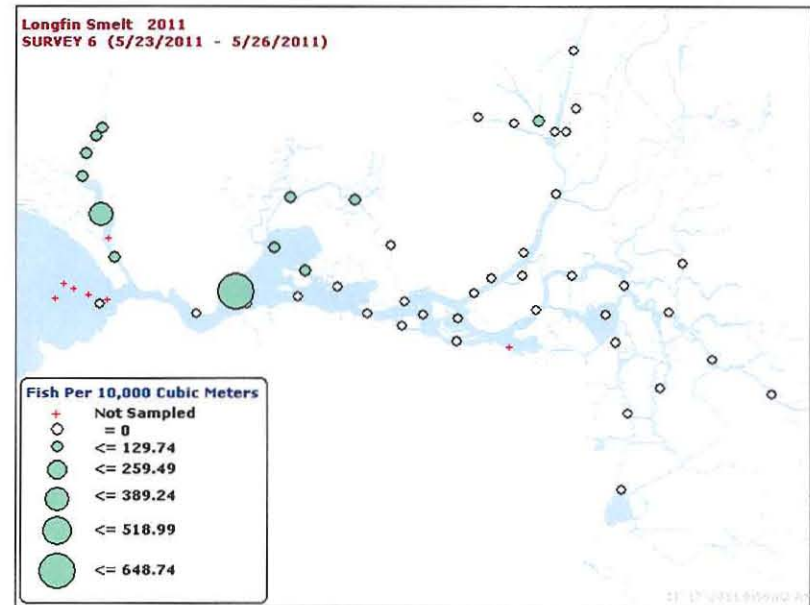 Longfin Smelt 2011
SURVEY 6 (5/23/2011 - 5/26/2011)
Fish Per 10,000 Cubic Meters
+ Not Sampled
= 0
<= 129.74
<= 259.49
<= 389.24
<= 518.99
<= 648.74